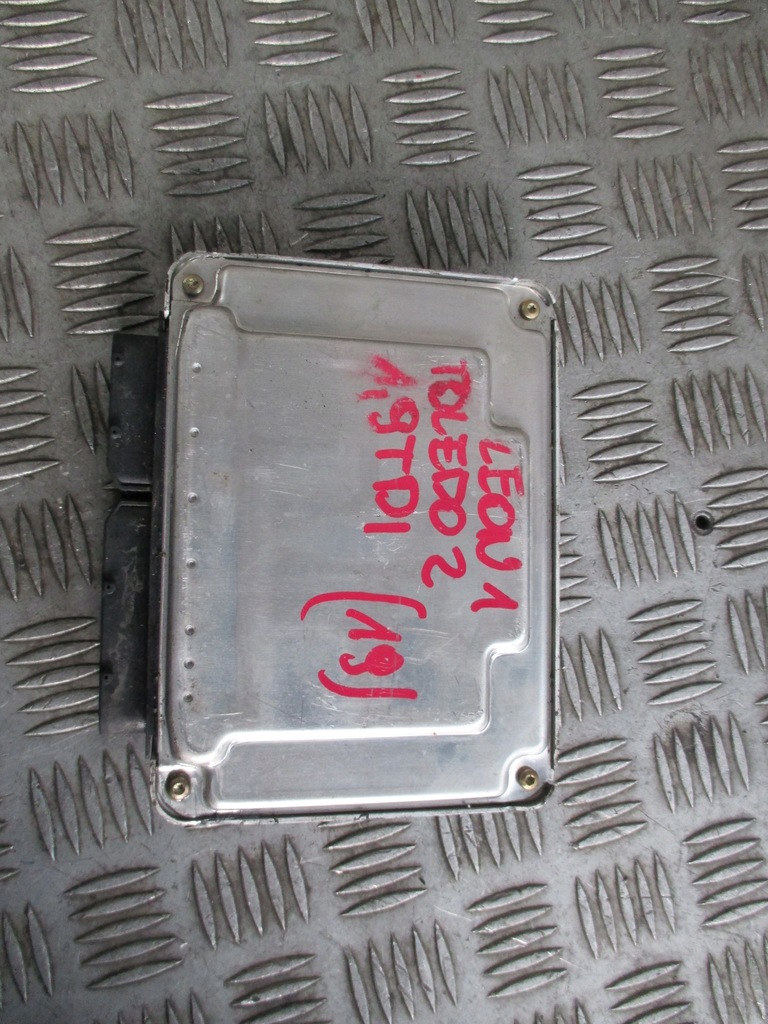 LEON 1
TOLEDO 2
1,9TDI
(19)